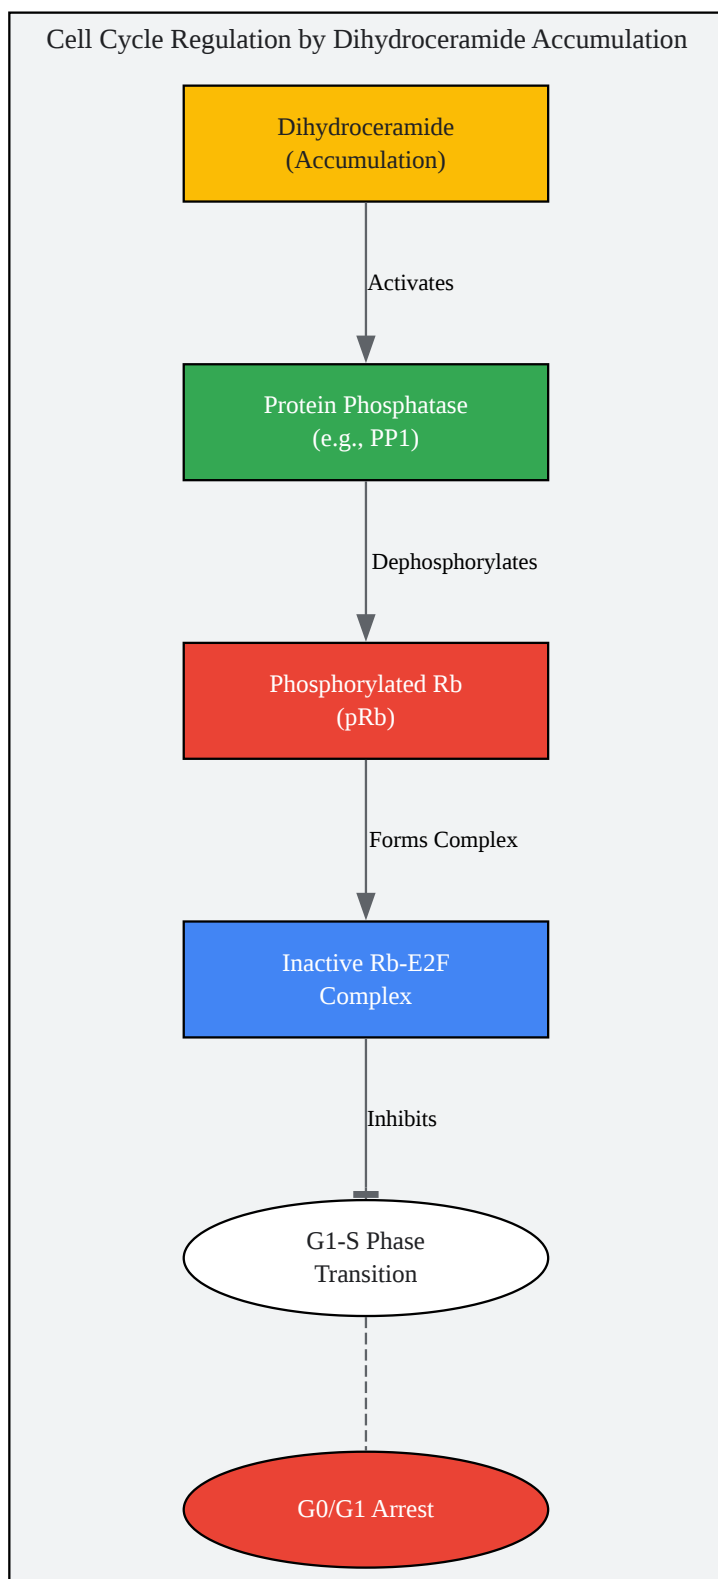 Cell Cycle Regulation by Dihydroceramide Accumulation
Dihydroceramide
(Accumulation)
Activates
Protein Phosphatase
(e.g., PP1)
Dephosphorylates
Phosphorylated Rb
(pRb)
Forms Complex
Inactive Rb-E2F
Complex
Inhibits
G1-S Phase
Transition
G0/G1 Arrest